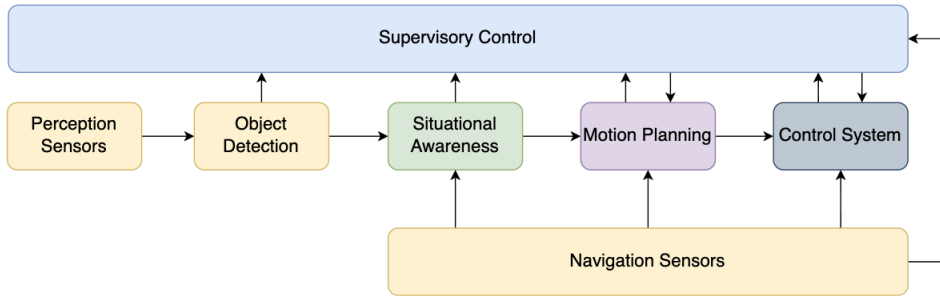 Supervisory Control
Perception
Sensors
Object
Detection
Situational
Awareness
Motion Planning
Control System
Navigation Sensors